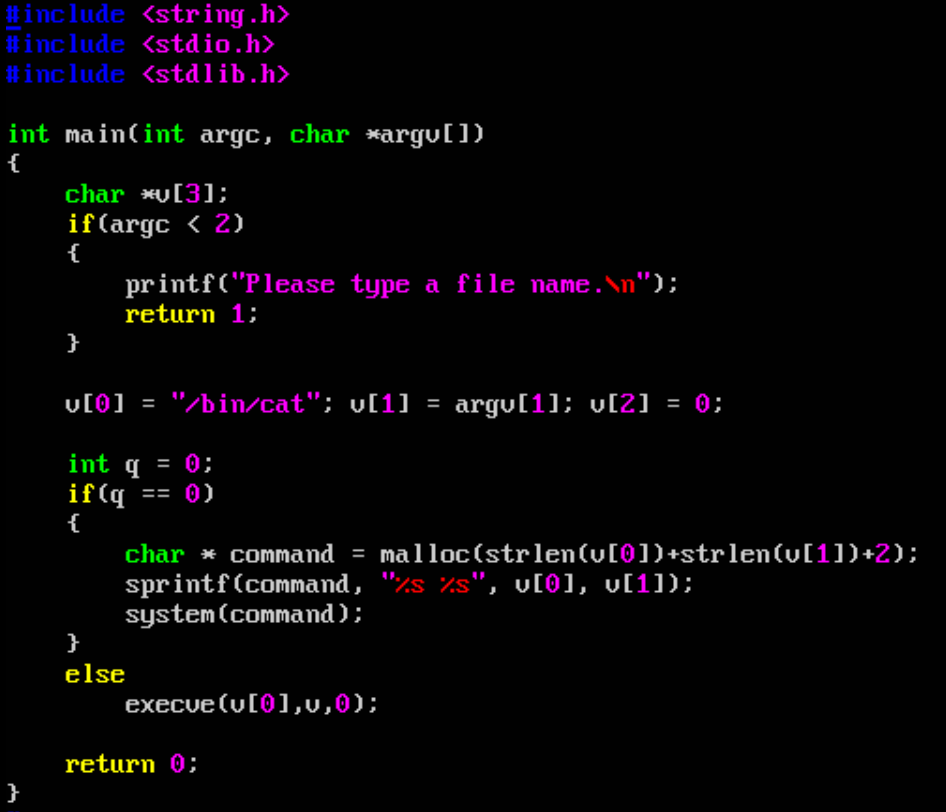 #include <string.h>
#include <stdio.h>
#include <stdlib.h>
int main(int argc, char *argv[])
{
    char *v[3];
    if(argc < 2)
    {
        printf("Please type a file name.\n");
        return 1;
    }
    v[0] = "/bin/cat"; v[1] = argv[1]; v[2] = 0;
    int q = 0;
    if(q == 0)
    {
        char * command = malloc(strlen(v[0])+strlen(v[1])+2);
        sprintf(command, "%s %s", v[0], v[1]);
        system(command);
    }
    else
        execve(v[0],v,0);
    return 0;
}